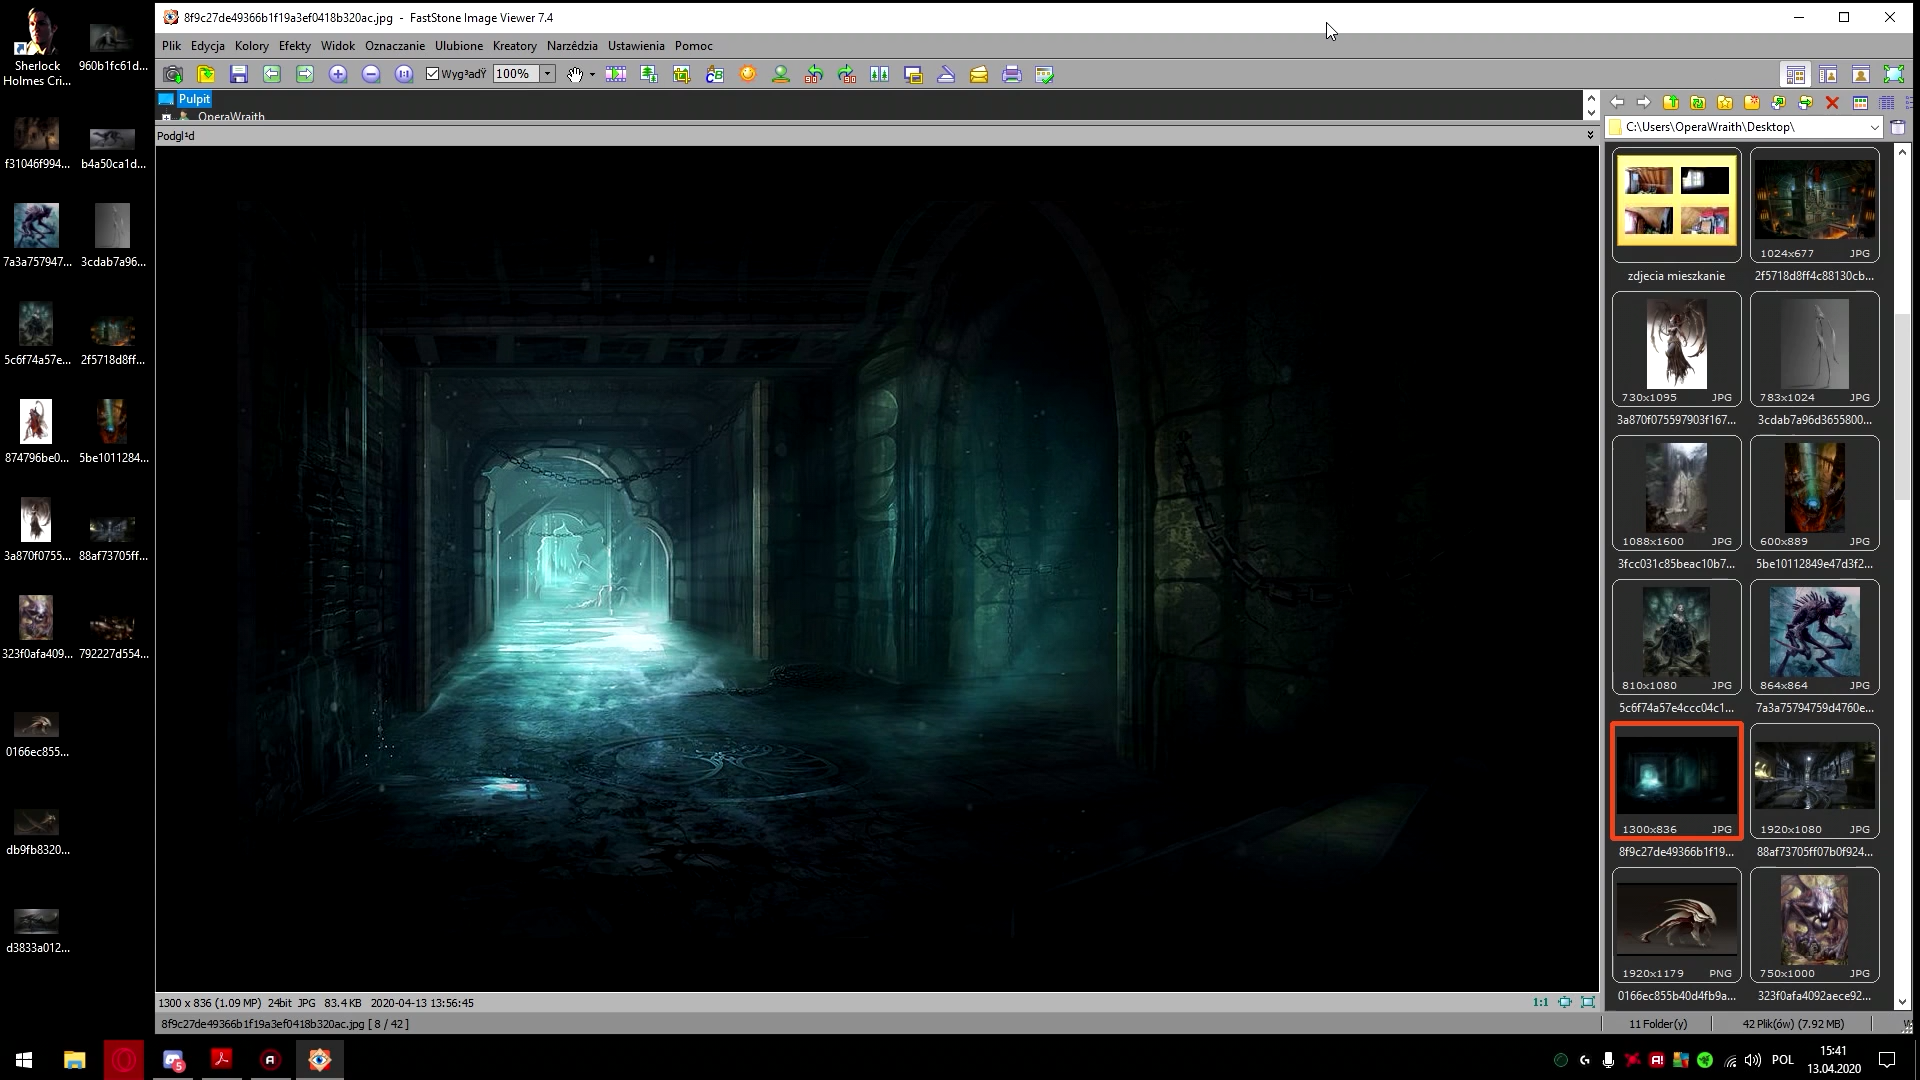 8f9c27de49366b1f19a3ef0418b320ac.jpg - FastStone Image Viewer 7.4
Plik Edycja Kolory Efekty Widok Oznaczanie Ulubione Kreatory Narzêdzia Ustawienia Pomoc
Wyg³adŸ 100%
Pulpit
OperaWraith
Podgl¹d
C:\Users\OperaWraith\Desktop\
Sherlock
Holmes Cri...
960b1fc61d...
f31046f994...
b4a50ca1d...
7a3a757947...
3cdab7a96...
5c6f74a57e...
2f5718d8ff...
874796be0...
5be1011284...
3a870f0755...
88af73705ff...
323f0afa409...
792227d554...
0166ec855...
db9fb8320...
d3833a012...
zdjecia mieszkanie
1024x677 JPG
2f5718d8ff4c88130cb...
730x1095 JPG
3a870f075597903f167...
783x1024 JPG
3cdab7a96d3655800...
1088x1600 JPG
3fcc031c85beac10b7...
600x889 JPG
5be10112849e47d3f2...
810x1080 JPG
5c6f74a57e4ccc04c1...
864x864 JPG
7a3a75794759d4760e...
1300x836 JPG
8f9c27de49366b1f19...
1920x1080 JPG
88af73705ff07b0f924...
1920x1179 PNG
0166ec855b40d4fb9a...
750x1000 JPG
323f0afa4092aece92...
1300 x 836 (1.09 MP) 24bit JPG 83.4 KB 2020-04-13 13:56:45
1:1
8f9c27de49366b1f19a3ef0418b320ac.jpg [ 8 / 42 ]
11 Folder(y)
42 Plik(ów) (7.92 MB)
POL
15:41
13.04.2020